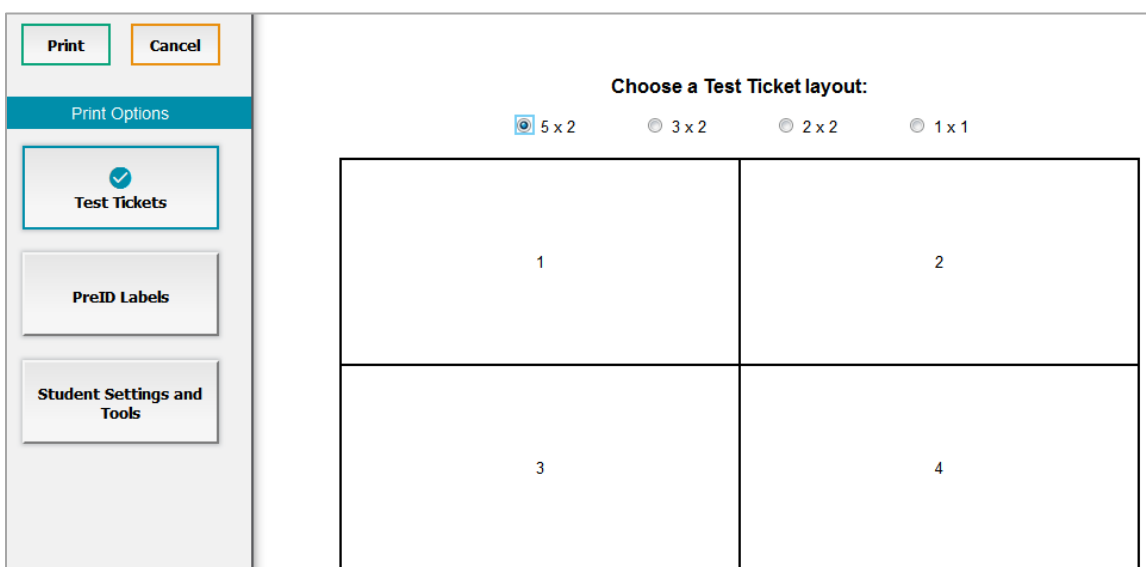 Print Cancel
Print Options
Test Tickets
PreID Labels
Student Settings and
Tools
Choose a Test Ticket layout:
5 x 2 3 x 2 2 x 2 1 x 1
1 2
3 4